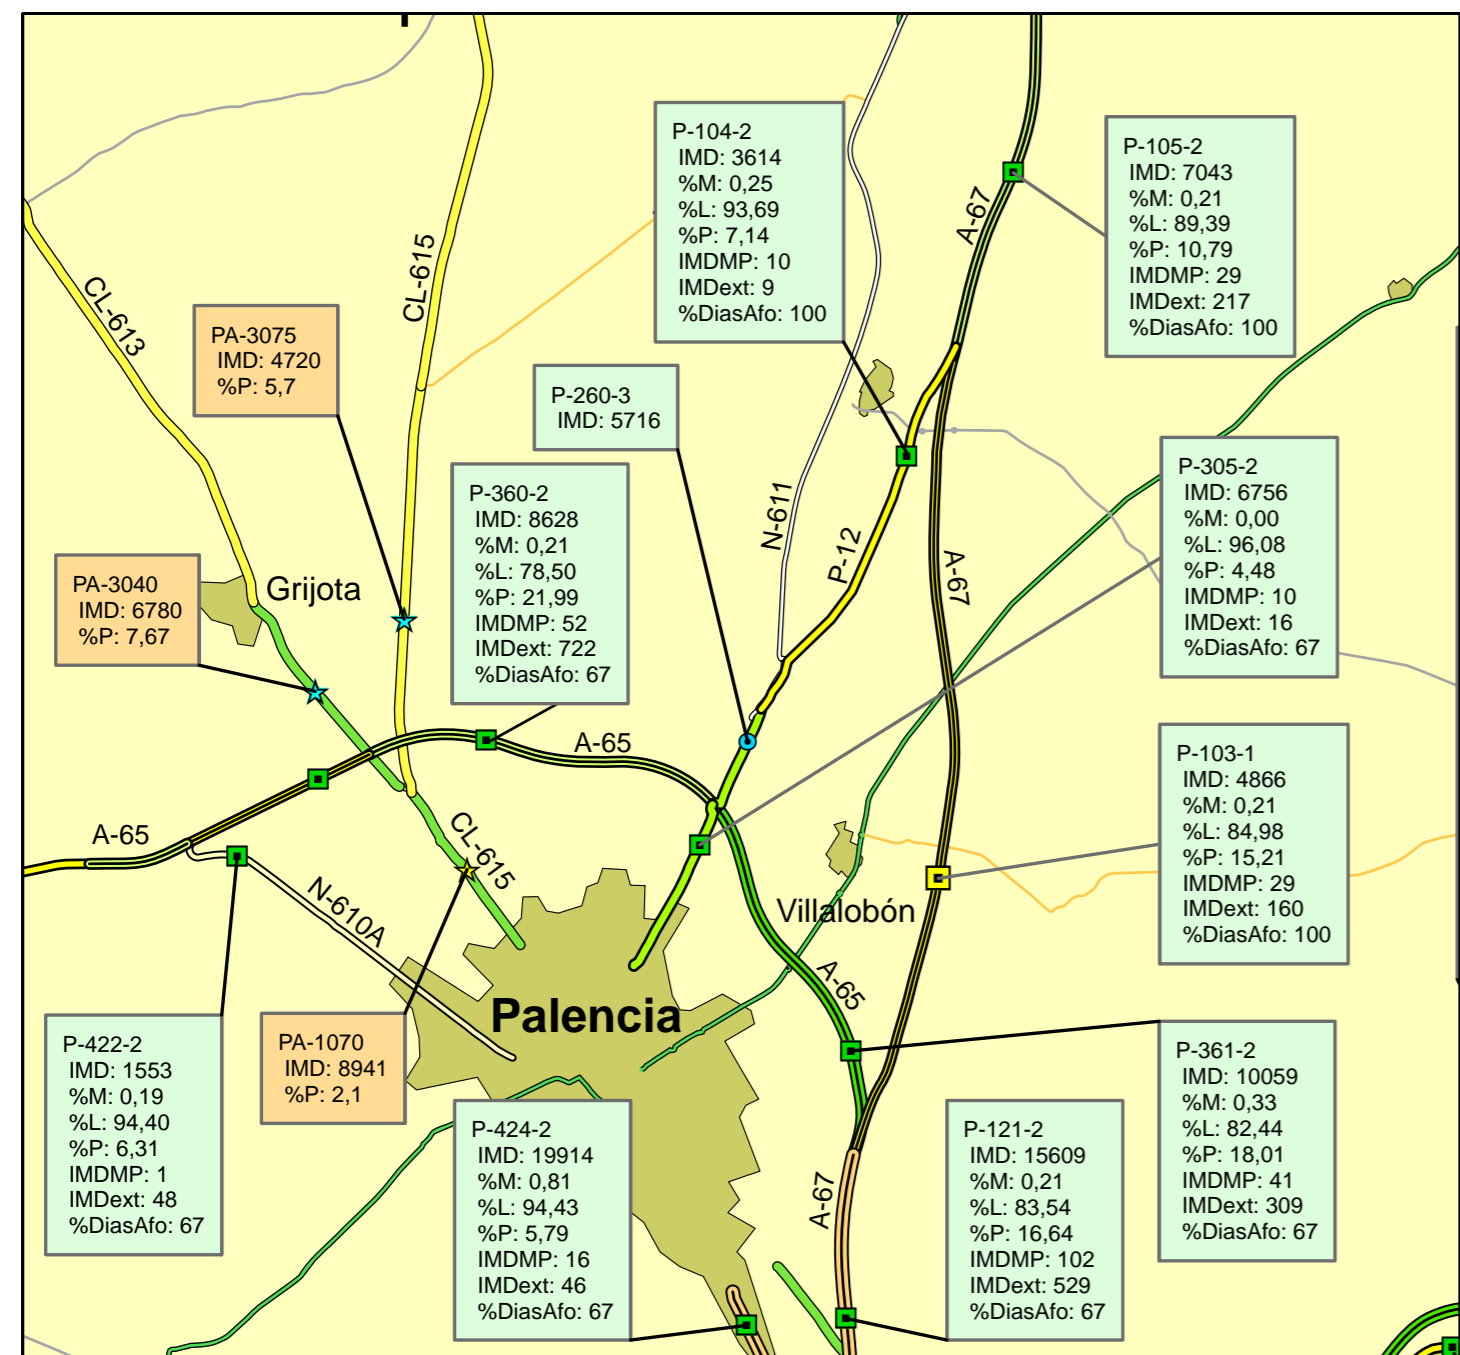 P-104-2
IMD: 3614
%M: 0,25
%L: 93,69
%P: 7,14
IMDMP: 10
IMDext: 9
%DiasAfo: 100
P-105-2
IMD: 7043
%M: 0,21
%L: 89,39
%P: 10,79
IMDMP: 29
IMDext: 217
%DiasAfo: 100
A-67
CL-615
CL-613
PA-3075
IMD: 4720
%P: 5,7
P-260-3
IMD: 5716
P-360-2
IMD: 8628
%M: 0,21
%L: 78,50
%P: 21,99
IMDMP: 52
IMDext: 722
%DiasAfo: 67
N-611
P-12
A-67
P-305-2
IMD: 6756
%M: 0,00
%L: 96,08
%P: 4,48
IMDMP: 10
IMDext: 16
%DiasAfo: 67
PA-3040
IMD: 6780
%P: 7,67
Grijota
A-65
A-65
CL-615
N-610A
P-103-1
IMD: 4866
%M: 0,21
%L: 84,98
%P: 15,21
IMDMP: 29
IMDext: 160
%DiasAfo: 100
Villalobón
A-65
Palencia
P-422-2
IMD: 1553
%M: 0,19
%L: 94,40
%P: 6,31
IMDMP: 1
IMDext: 48
%DiasAfo: 67
PA-1070
IMD: 8941
%P: 2,1
P-424-2
IMD: 19914
%M: 0,81
%L: 94,43
%P: 5,79
IMDMP: 16
IMDext: 46
%DiasAfo: 67
A-67
P-121-2
IMD: 15609
%M: 0,21
%L: 83,54
%P: 16,64
IMDMP: 102
IMDext: 529
%DiasAfo: 67
P-361-2
IMD: 10059
%M: 0,33
%L: 82,44
%P: 18,01
IMDMP: 41
IMDext: 309
%DiasAfo: 67